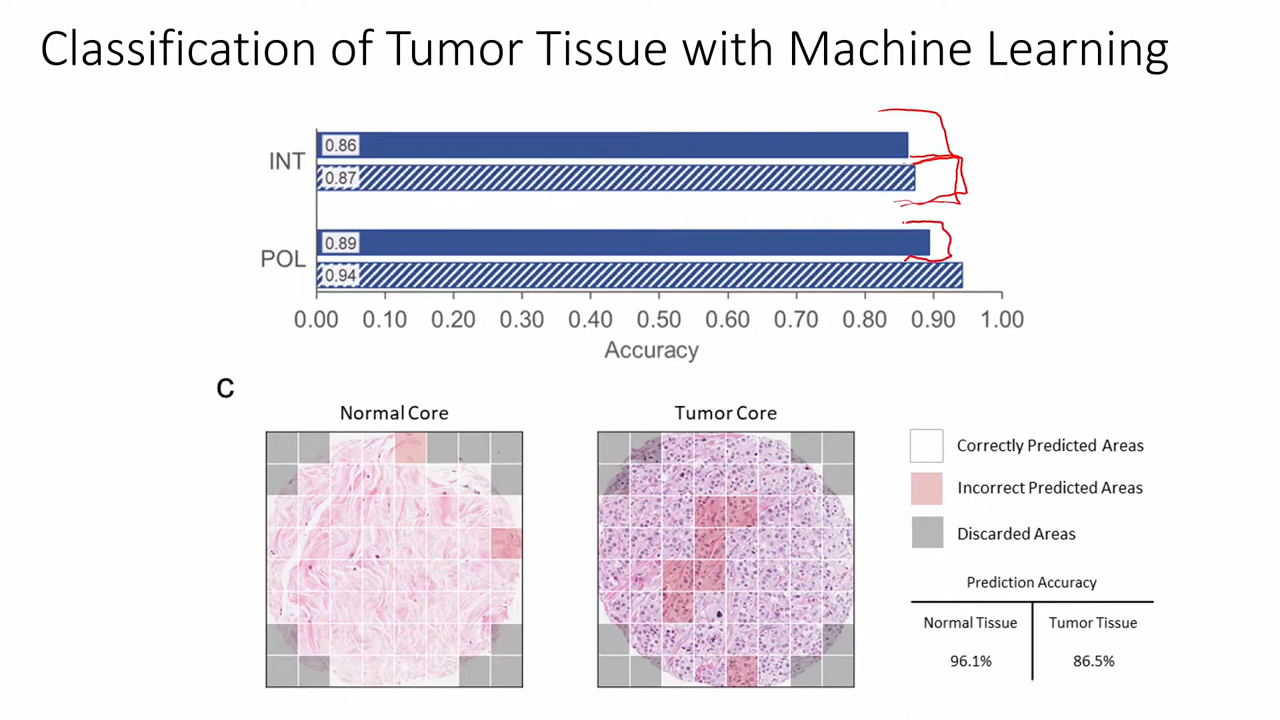 Classification of Tumor Tissue with Machine Learning
INT
0.86
0.87
POL
0.89
0.94
0.00 0.10 0.20 0.30 0.40 0.50 0.60 0.70 0.80 0.90 1.00
Accuracy
C
Normal Core
Tumor Core
Correctly Predicted Areas
Incorrect Predicted Areas
Discarded Areas
Prediction Accuracy
Normal Tissue Tumor Tissue
96.1% 86.5%